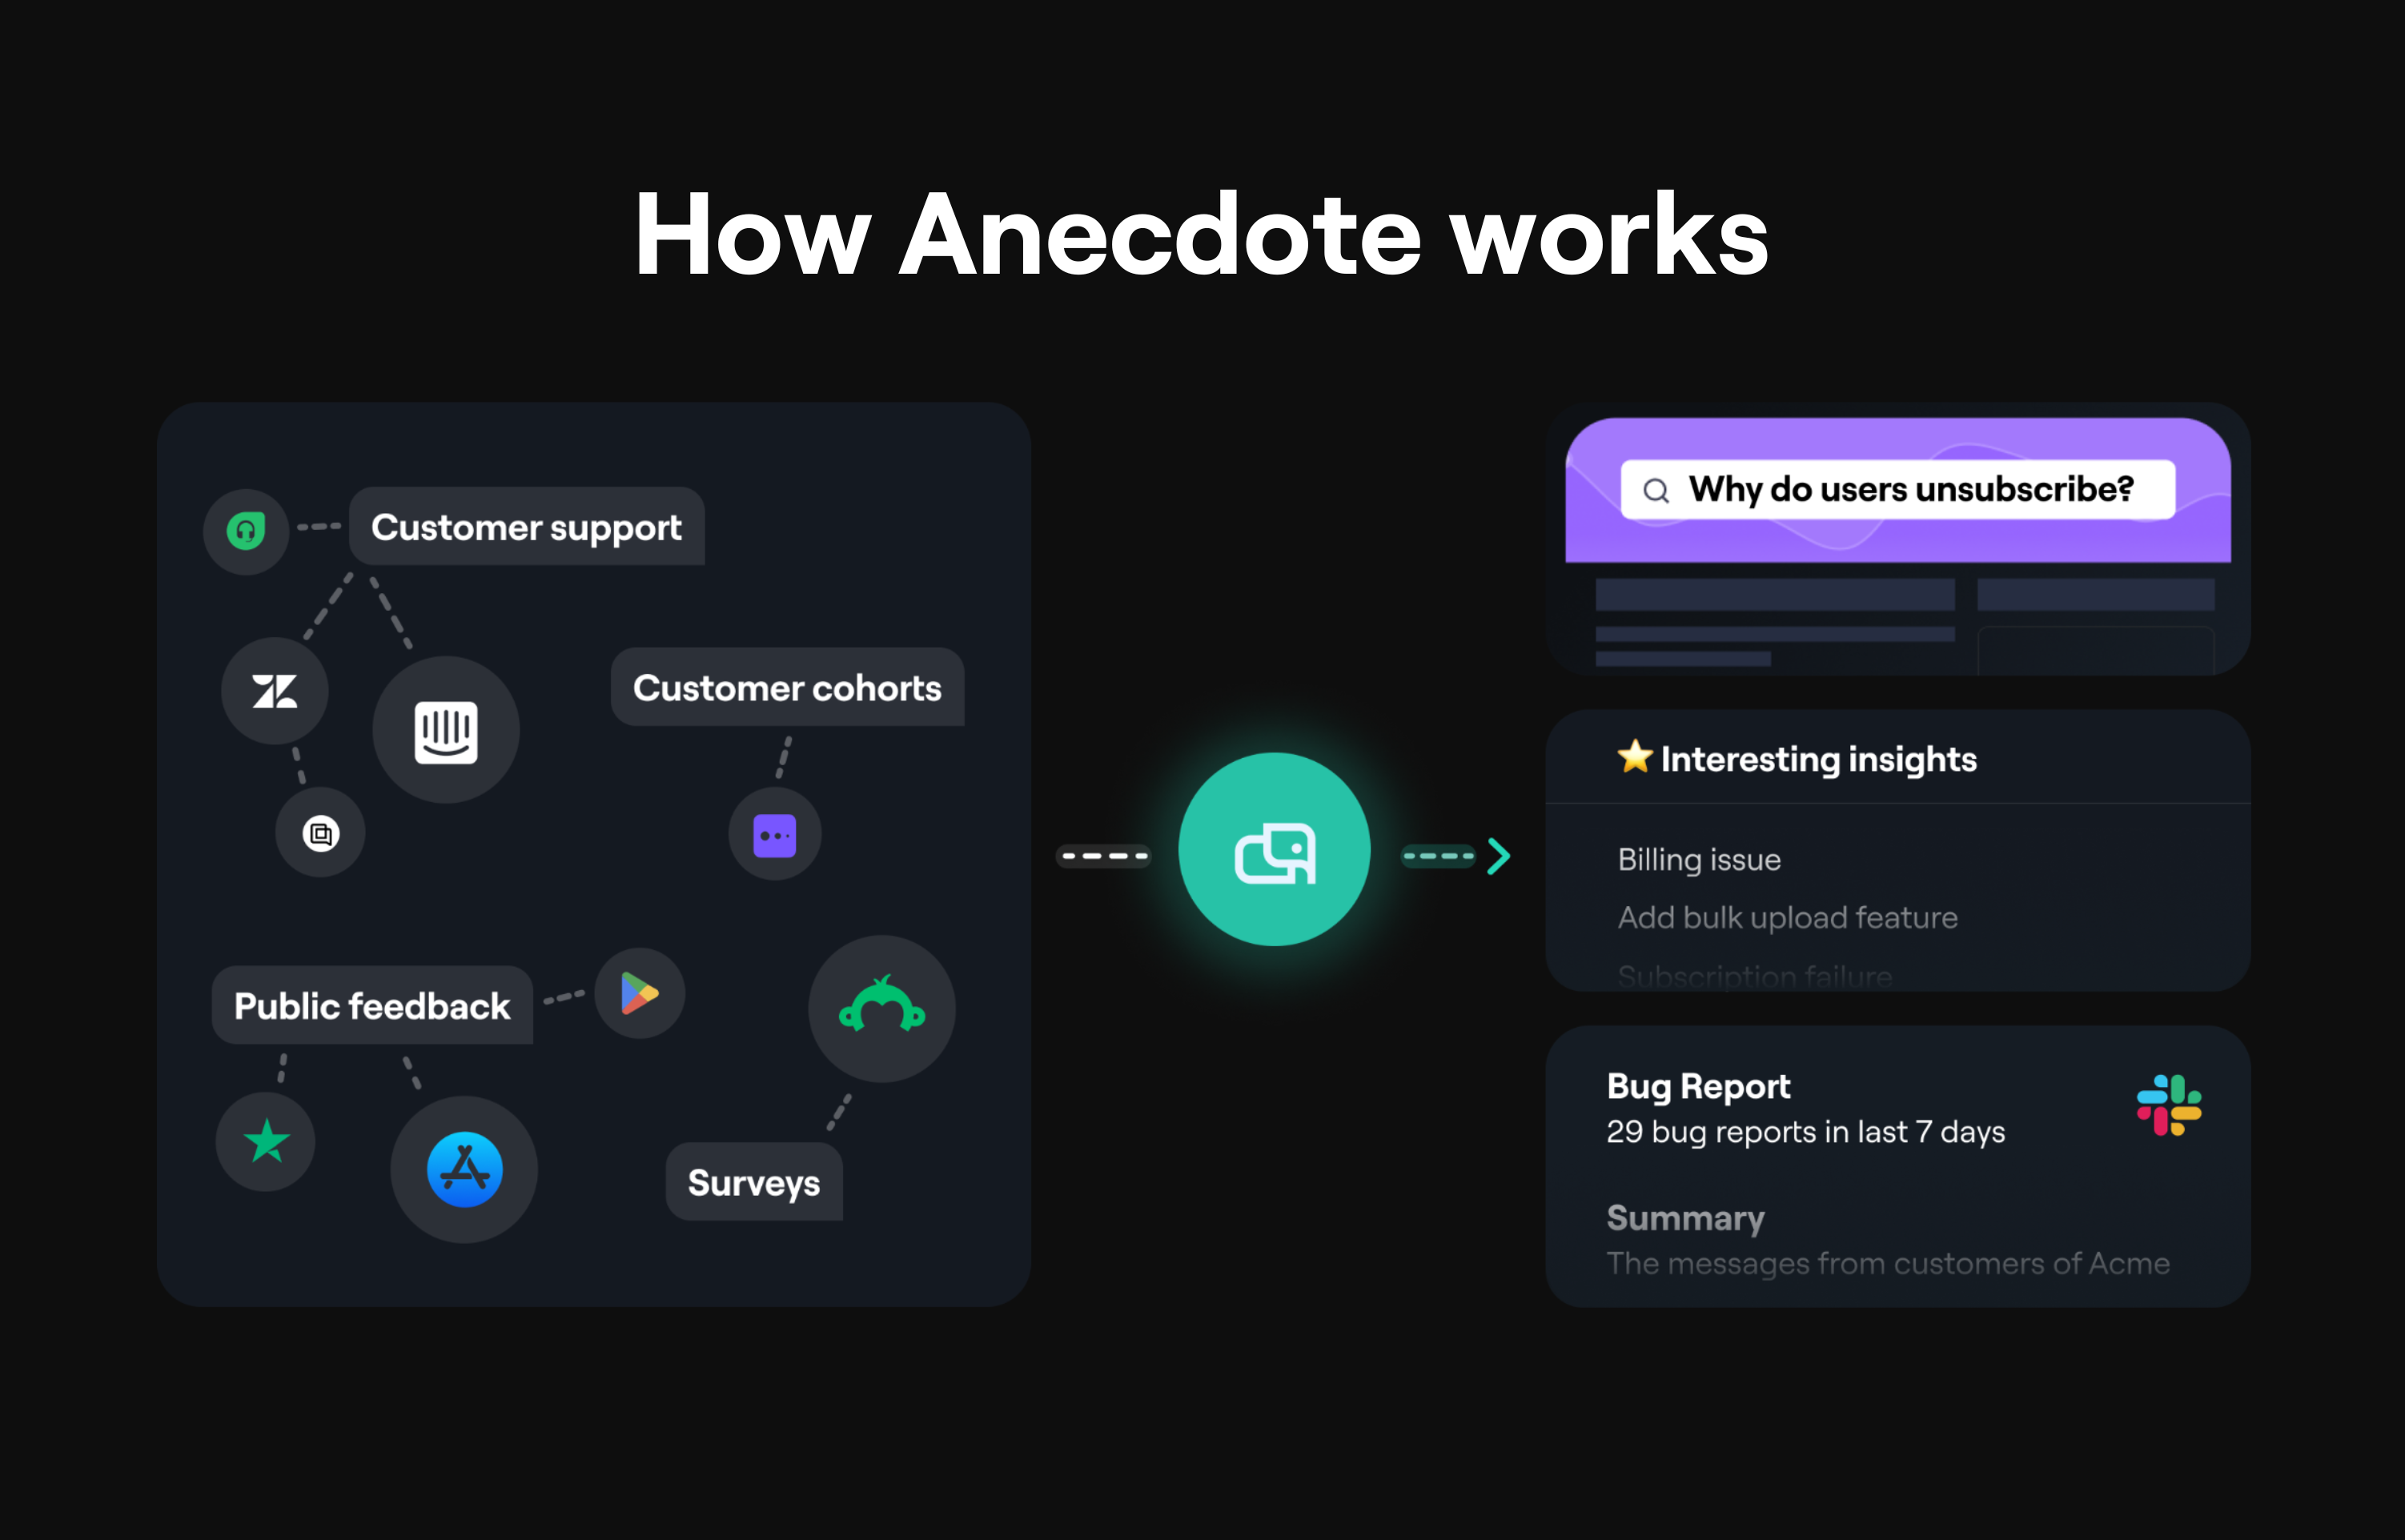 How Anecdote works
Customer support
Customer cohorts
Public feedback
Surveys
Why do users unsubscribe?
⭐ Interesting insights
Billing issue
Add bulk upload feature
Subscription failure
Bug Report
29 bug reports in last 7 days
Summary
The messages from customers of Acme